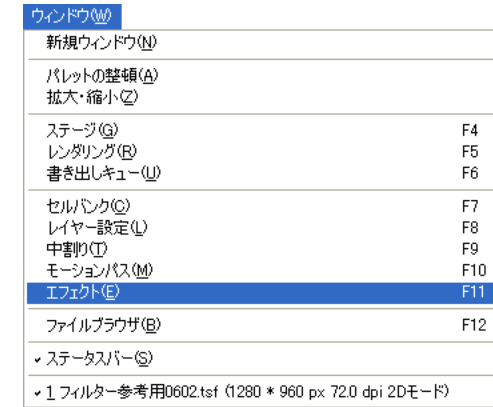 ウィンドウ(W)
新規ウィンドウ(N)
パレットの整頓(A)
拡大・縮小(Z)
ステージ(G) F4
レンダリング(R) F5
書き出しキュー(U) F6
セルバンク(C) F7
レイヤー設定(L) F8
中割り(T) F9
モーションパス(M) F10
エフェクト(E) F11
ファイルブラウザ(B) F12
✓ステータスバー(S)
✓1 フィルター参考用0602.tsf (1280 * 960 px 72.0 dpi 2Dモード)